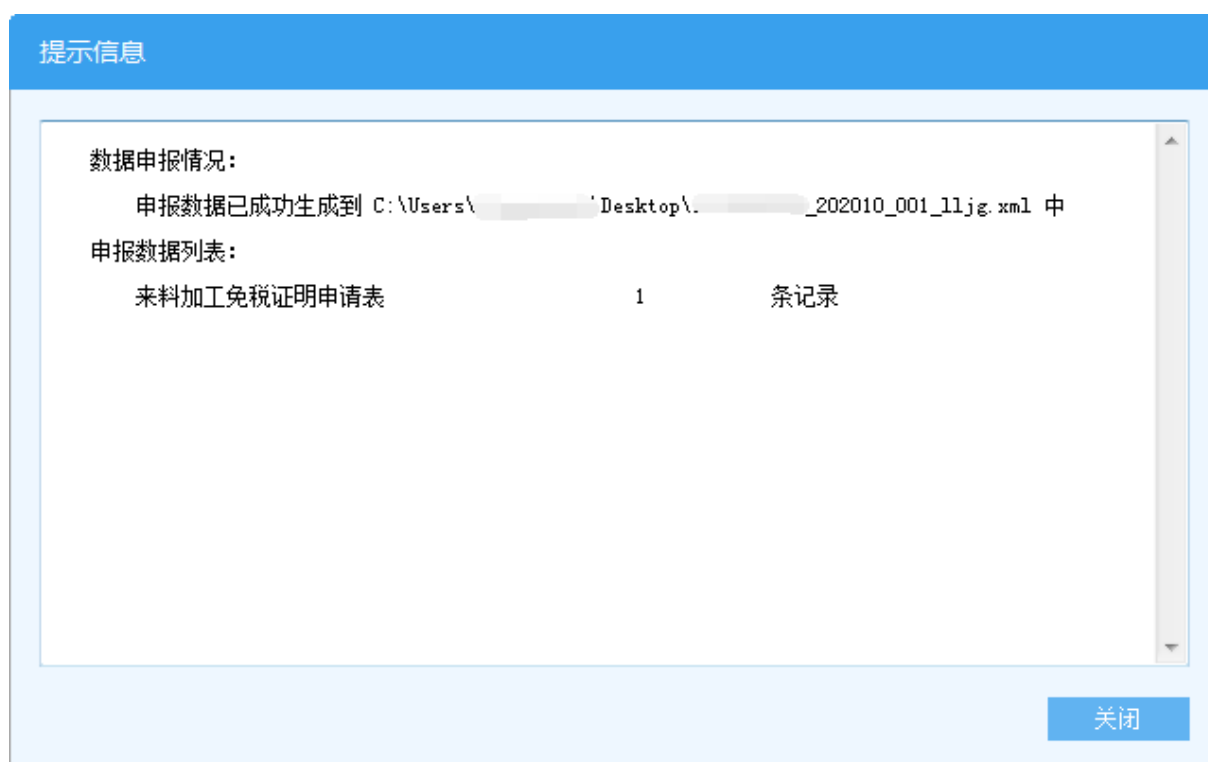 提示信息
数据申报情况：
申报数据已成功生成到 C:\Users\ Desktop\ _202010_001_lljg.xml 中
申报数据列表：
来料加工免税证明申请表 1 条记录
关闭